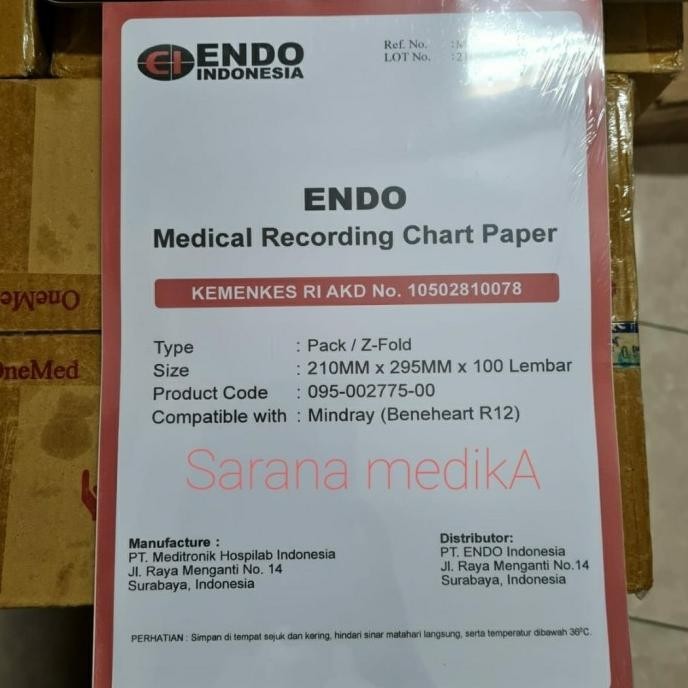 ENDO
INDONESIA
Ref. No.
LOT No.
ENDO
Medical Recording Chart Paper
KEMENKES RI AKD No. 10502810078
Type : Pack / Z-Fold
Size : 210MM x 295MM x 100 Lembar
Product Code : 095-002775-00
Compatible with : Mindray (Beneheart R12)
Sarana medikA
Manufacture :
PT. Meditronik Hospilab Indonesia
Jl. Raya Menganti No. 14
Surabaya, Indonesia
Distributor:
PT. ENDO Indonesia
Jl. Raya Menganti No.14
Surabaya, Indonesia
PERHATIAN : Simpan di tempat sejuk dan kering, hindari sinar matahari langsung, serta temperatur dibawah 36ºC.
OneMed
OneMed